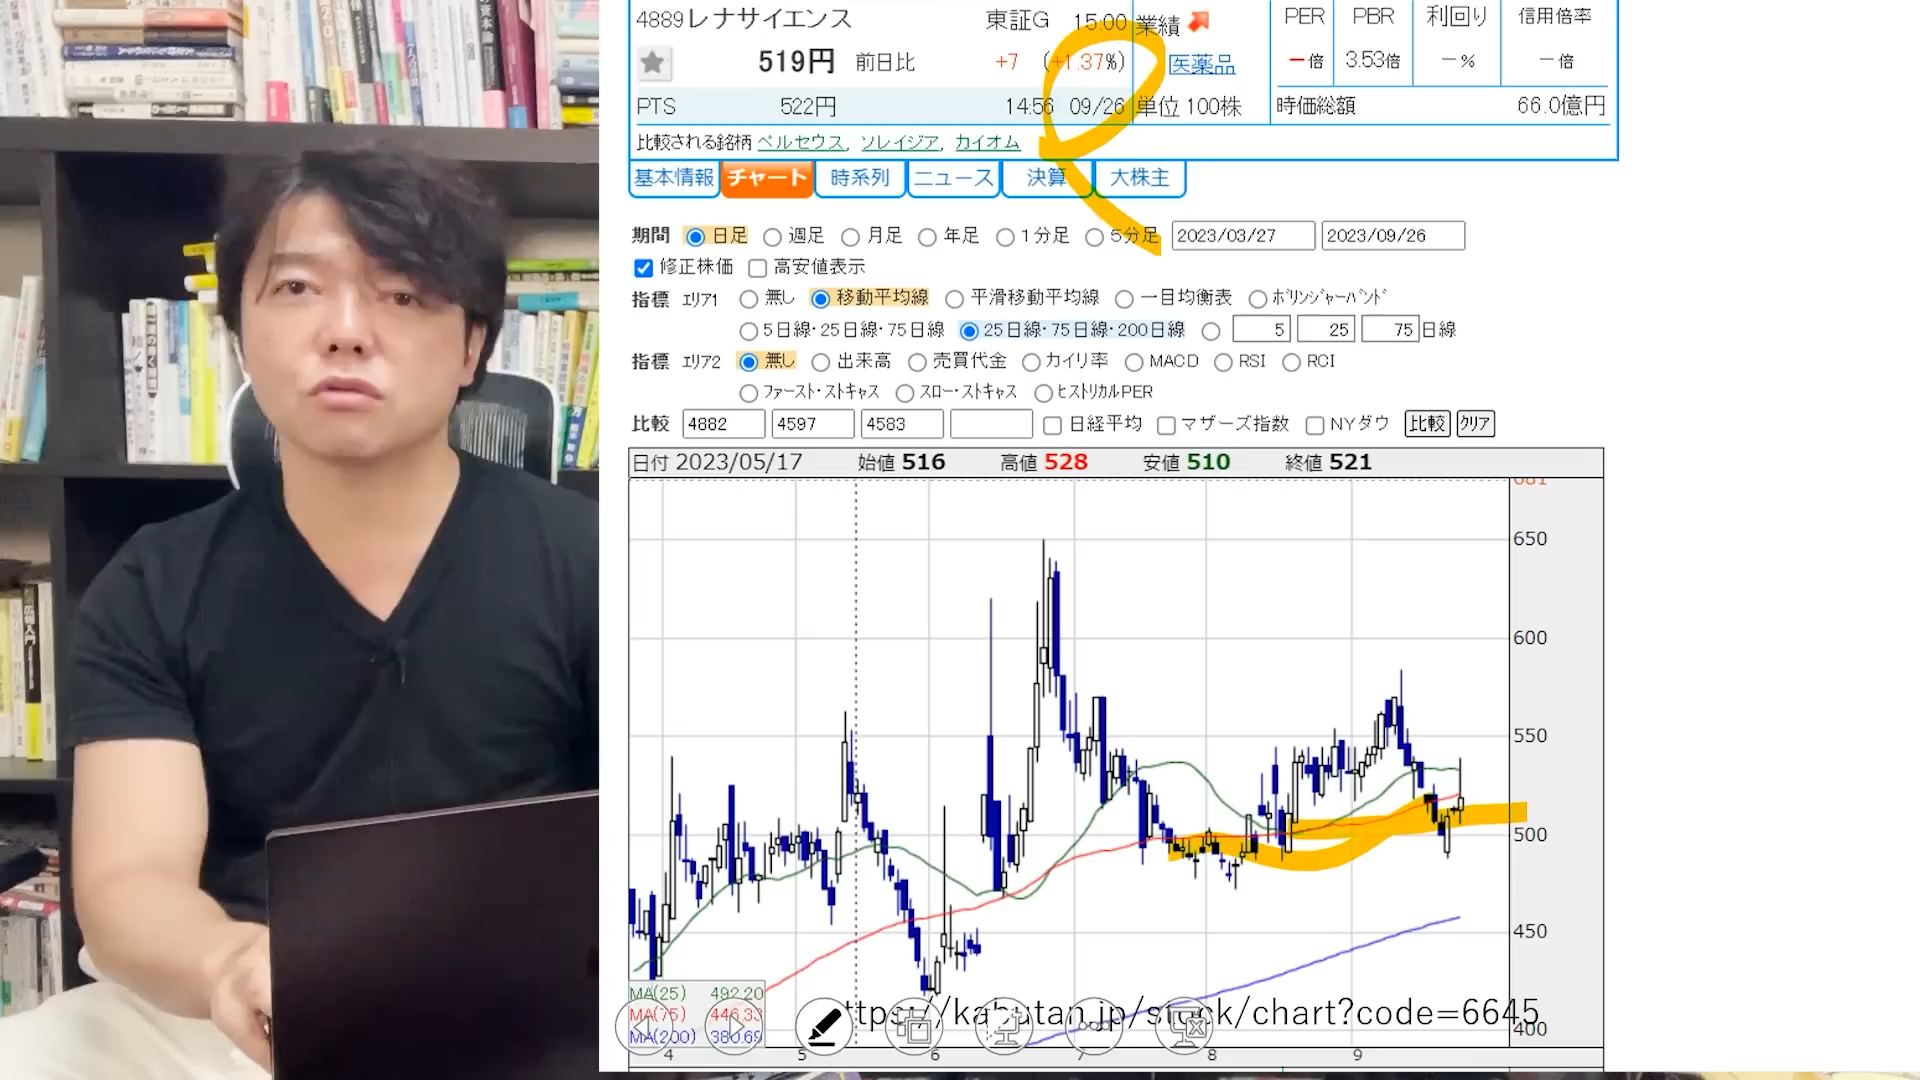 4889レナサイエンス 東証G 15:00 業績
519円 前日比 +7 (+1.37%) 医薬品
PTS 522円 14:56 09/26 単位 100株
PER PBR 利回り 信用倍率
－倍 3.53倍 －% －倍
時価総額 66.0億円
比較される銘柄 ペルセウス, ソレイジア, カイオム
基本情報 チャート 時系列 ニュース 決算 大株主
期間 日足 週足 月足 年足 1分足 5分足 2023/03/27 2023/09/26
修正株価 高安値表示
指標 エリア1 無し 移動平均線 平滑移動平均線 一目均衡表 ボリンジャーバンド
5日線・25日線・75日線 25日線・75日線・200日線 5 25 75 日線
指標 エリア2 無し 出来高 売買代金 カイリ率 MACD RSI RCI
ファースト・ストキャス スロー・ストキャス ヒストリカルPER
比較 4882 4597 4583 日経平均 マザーズ指数 NYダウ 比較 クリア
日付 2023/05/17 始値 516 高値 528 安値 510 終値 521
681
650
600
550
500
450
400
MA(25) 492.20
MA(75) 446.33
MA(200) 380.69
ttps://kabutan.jp/stock/chart?code=6645
4 5 6 7 8 9